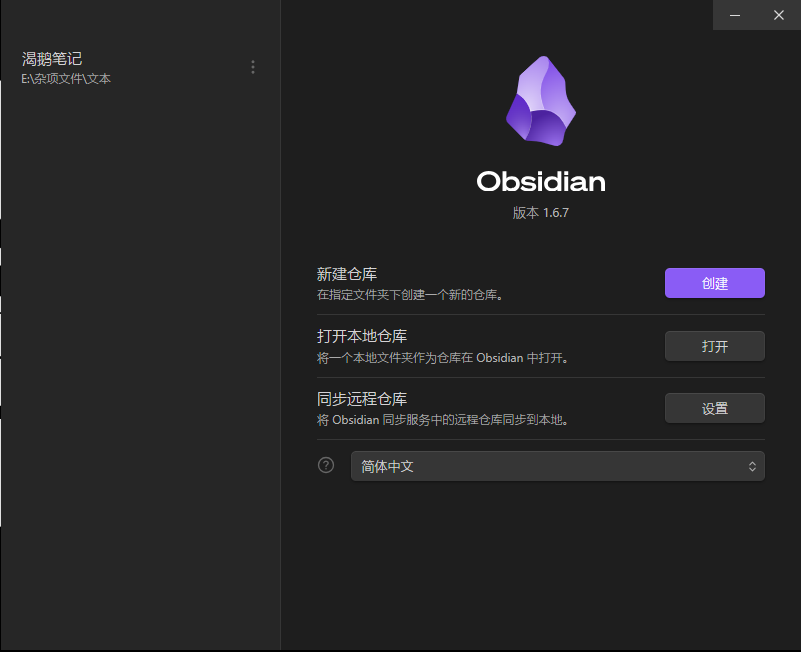 渴鹅笔记
E:\杂项文件\文本
Obsidian
版本 1.6.7
新建仓库
在指定文件夹下创建一个新的仓库。
创建
打开本地仓库
将一个本地文件夹作为仓库在 Obsidian 中打开。
打开
同步远程仓库
将 Obsidian 同步服务中的远程仓库同步到本地。
设置
简体中文